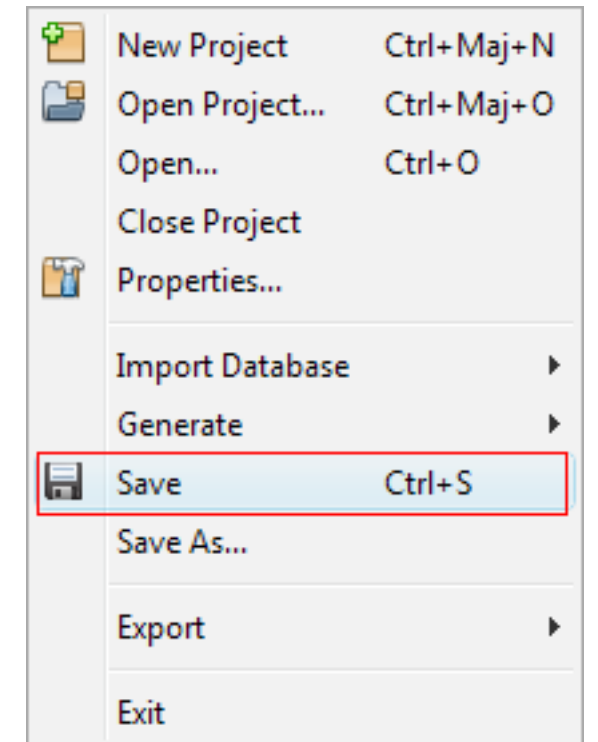 New Project Ctrl+Maj+N
Open Project... Ctrl+Maj+O
Open... Ctrl+O
Close Project
Properties...
Import Database
Generate
Save Ctrl+S
Save As...
Export
Exit